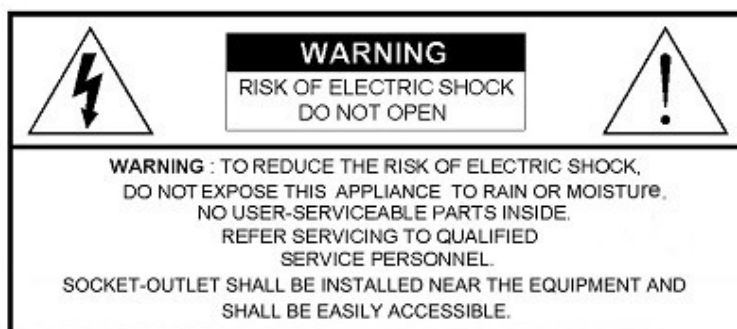 WARNING
RISK OF ELECTRIC SHOCK
DO NOT OPEN
!
WARNING : TO REDUCE THE RISK OF ELECTRIC SHOCK,
DO NOT EXPOSE THIS APPLIANCE TO RAIN OR MOISTUre.
NO USER-SERVICEABLE PARTS INSIDE.
REFER SERVICING TO QUALIFIED
SERVICE PERSONNEL.
SOCKET-OUTLET SHALL BE INSTALLED NEAR THE EQUIPMENT AND
SHALL BE EASILY ACCESSIBLE.